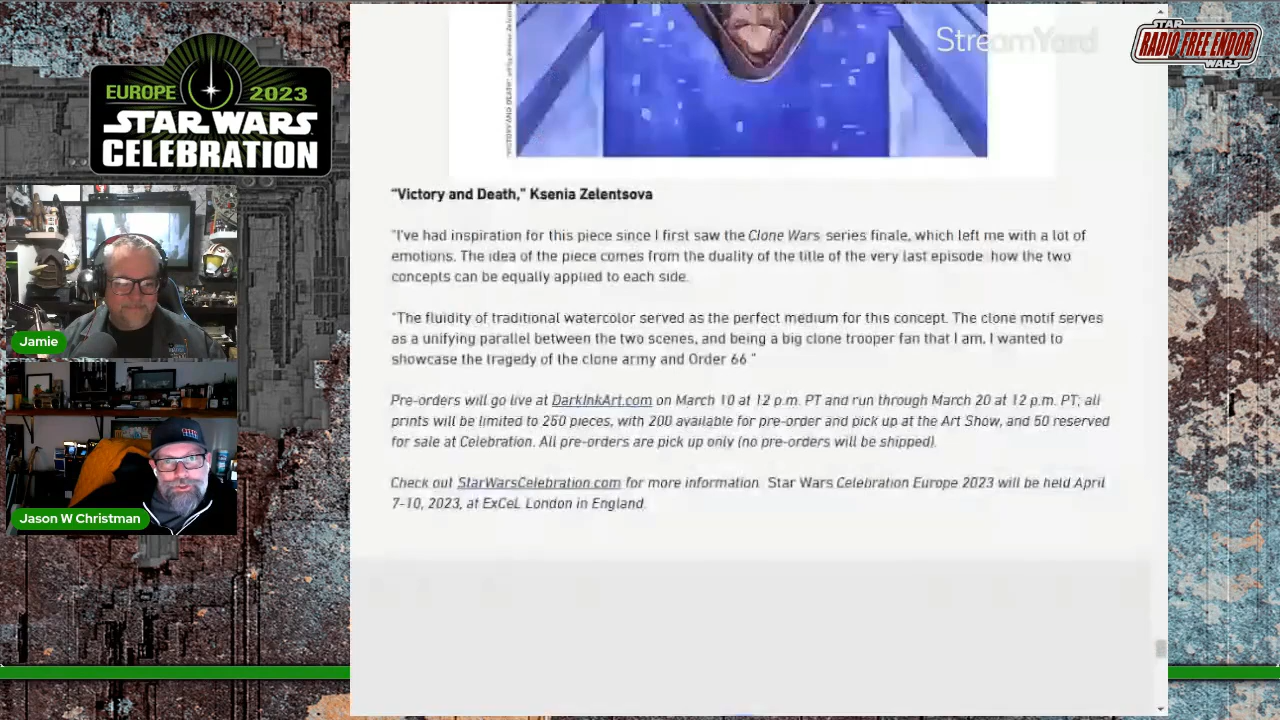 StreamYard
STAR
RADIO FREE ENDOR
WARS
EUROPE 2023
STAR WARS
CELEBRATION
Jamie
Jason W Christman
“Victory and Death,” Ksenia Zelentsova
“I’ve had inspiration for this piece since I first saw the Clone Wars series finale, which left me with a lot of
emotions. The idea of the piece comes from the duality of the title of the very last episode how the two
concepts can be equally applied to each side.
“The fluidity of traditional watercolor served as the perfect medium for this concept. The clone motif serves
as a unifying parallel between the two scenes, and being a big clone trooper fan that I am, I wanted to
showcase the tragedy of the clone army and Order 66 ”
Pre-orders will go live at DarkInkArt.com on March 10 at 12 p.m. PT and run through March 20 at 12 p.m. PT; all
prints will be limited to 250 pieces, with 200 available for pre-order and pick up at the Art Show, and 50 reserved
for sale at Celebration. All pre-orders are pick up only (no pre-orders will be shipped).
Check out StarWarsCelebration.com for more information. Star Wars Celebration Europe 2023 will be held April
7-10, 2023, at ExCeL London in England.